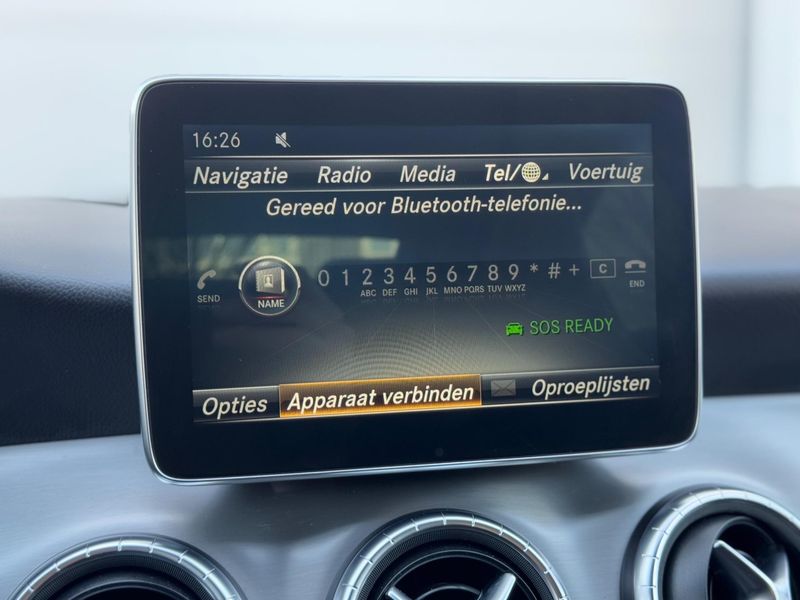 16:26
Navigatie Radio Media Tel/ Voertuig
Gereed voor Bluetooth-telefonie...
SEND NAME 0 1 2 3 4 5 6 7 8 9 * # + C END
ABC DEF GHI JKL MNO PQRS TUV WXYZ
SOS READY
Opties Apparaat verbinden Oproeplijsten